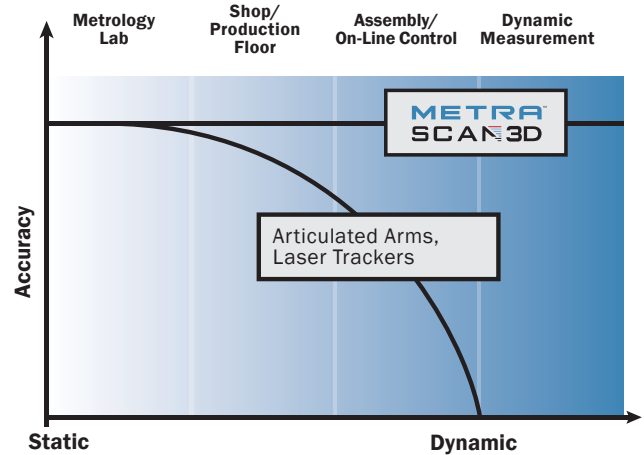 Metrology
Lab
Shop/
Production
Floor
Assembly/
On-Line Control
Dynamic
Measurement
METRA™
SCAN3D
Articulated Arms,
Laser Trackers
Accuracy
Static
Dynamic